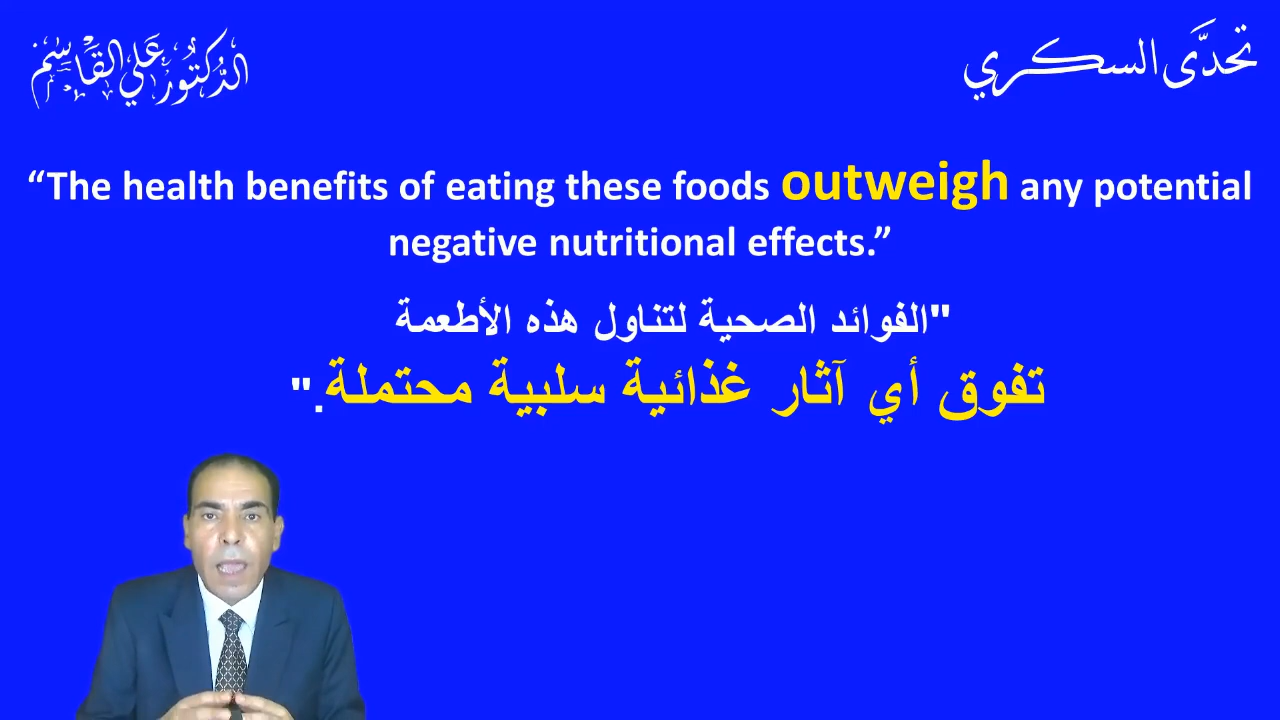 الدكتور علي القاسم
تحدَّى السكري
“The health benefits of eating these foods outweigh any potential
negative nutritional effects.”
"الفوائد الصحية لتناول هذه الأطعمة
تفوق أي آثار غذائية سلبية محتملة."